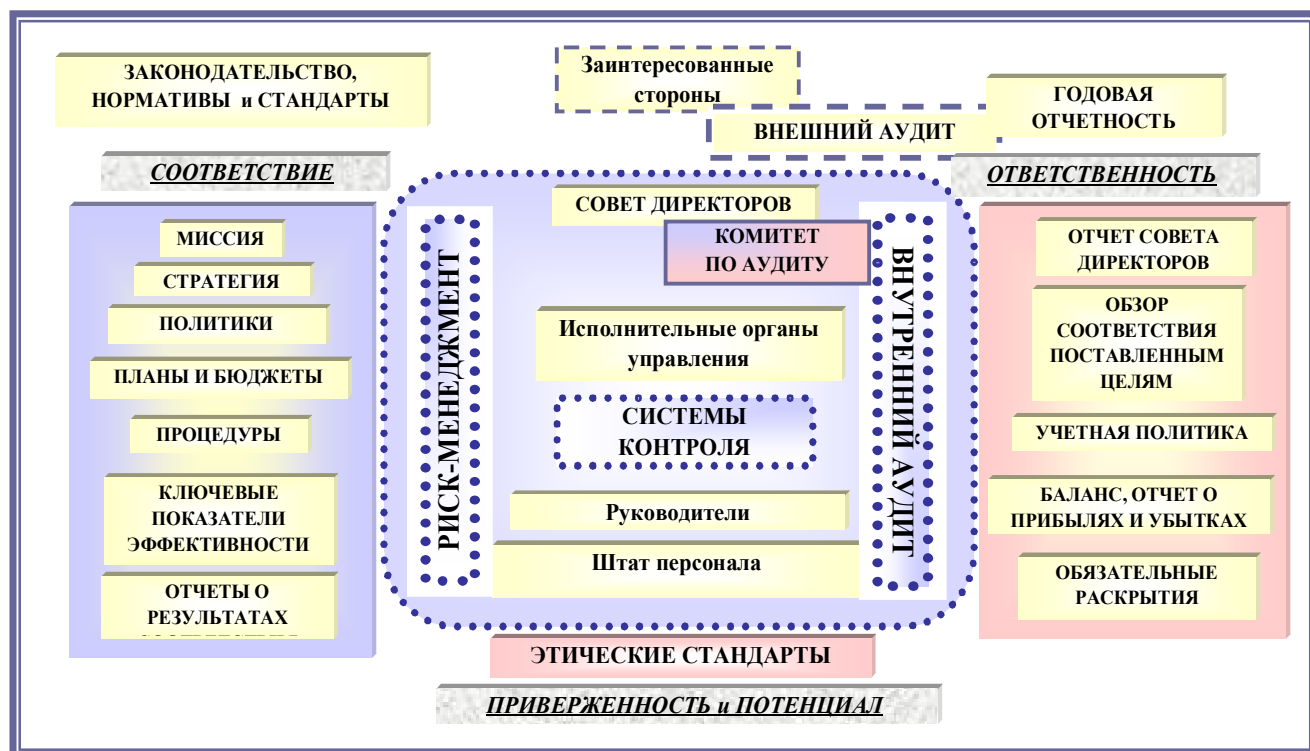 ЗАКОНОДАТЕЛЬСТВО,
НОРМАТИВЫ и СТАНДАРТЫ
Заинтересованные
стороны
ВНЕШНИЙ АУДИТ
ГОДОВАЯ
ОТЧЕТНОСТЬ
СООТВЕТСТВИЕ
ОТВЕТСТВЕННОСТЬ
МИССИЯ
СТРАТЕГИЯ
ПОЛИТИКИ
ПЛАНЫ И БЮДЖЕТЫ
ПРОЦЕДУРЫ
КЛЮЧЕВЫЕ
ПОКАЗАТЕЛИ
ЭФФЕКТИВНОСТИ
ОТЧЕТЫ О
РЕЗУЛЬТАТАХ
РИСК-МЕНЕДЖМЕНТ
СОВЕТ ДИРЕКТОРОВ
КОМИТЕТ
ПО АУДИТУ
Исполнительные органы
управления
СИСТЕМЫ
КОНТРОЛЯ
Руководители
Штат персонала
ВНУТРЕННИЙ АУДИТ
ОТЧЕТ СОВЕТА
ДИРЕКТОРОВ
ОБЗОР
СООТВЕТСТВИЯ
ПОСТАВЛЕННЫМ
ЦЕЛЯМ
УЧЕТНАЯ ПОЛИТИКА
БАЛАНС, ОТЧЕТ О
ПРИБЫЛЯХ И УБЫТКАХ
ОБЯЗАТЕЛЬНЫЕ
РАСКРЫТИЯ
ЭТИЧЕСКИЕ СТАНДАРТЫ
ПРИВЕРЖЕННОСТЬ и ПОТЕНЦИАЛ